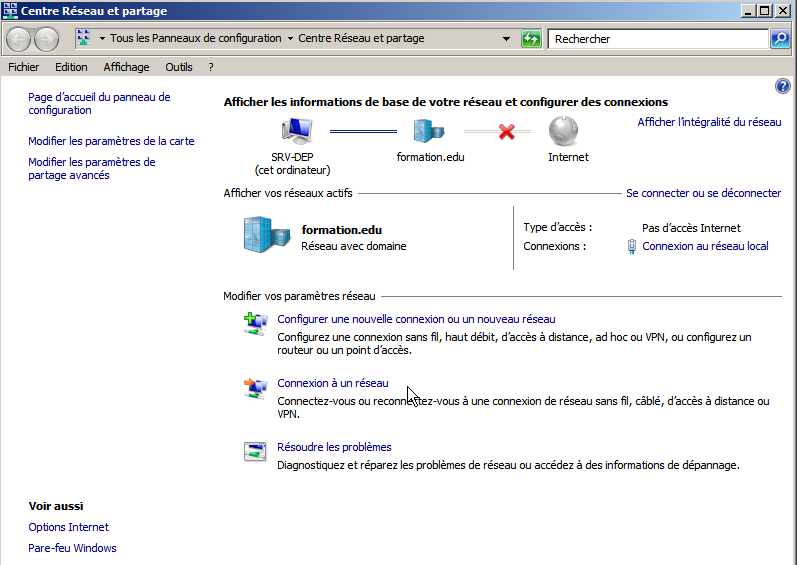 Centre Réseau et partage
Tous les Panneaux de configuration Centre Réseau et partage
Rechercher
Fichier Edition Affichage Outils ?
Page d'accueil du panneau de
configuration
Modifier les paramètres de la carte
Modifier les paramètres de
partage avancés
Afficher les informations de base de votre réseau et configurer des connexions
Afficher l'intégralité du réseau
SRV-DEP
(cet ordinateur)
formation.edu
Internet
Afficher vos réseaux actifs
Se connecter ou se déconnecter
formation.edu
Réseau avec domaine
Type d'accès : Pas d'accès Internet
Connexions : Connexion au réseau local
Modifier vos paramètres réseau
Configurer une nouvelle connexion ou un nouveau réseau
Configurez une connexion sans fil, haut débit, d'accès à distance, ad hoc ou VPN, ou configurez un
routeur ou un point d'accès.
Connexion à un réseau
Connectez-vous ou reconnectez-vous à une connexion de réseau sans fil, câblé, d'accès à distance ou
VPN.
Résoudre les problèmes
Diagnostiquez et réparez les problèmes de réseau ou accédez à des informations de dépannage.
Voir aussi
Options Internet
Pare-feu Windows